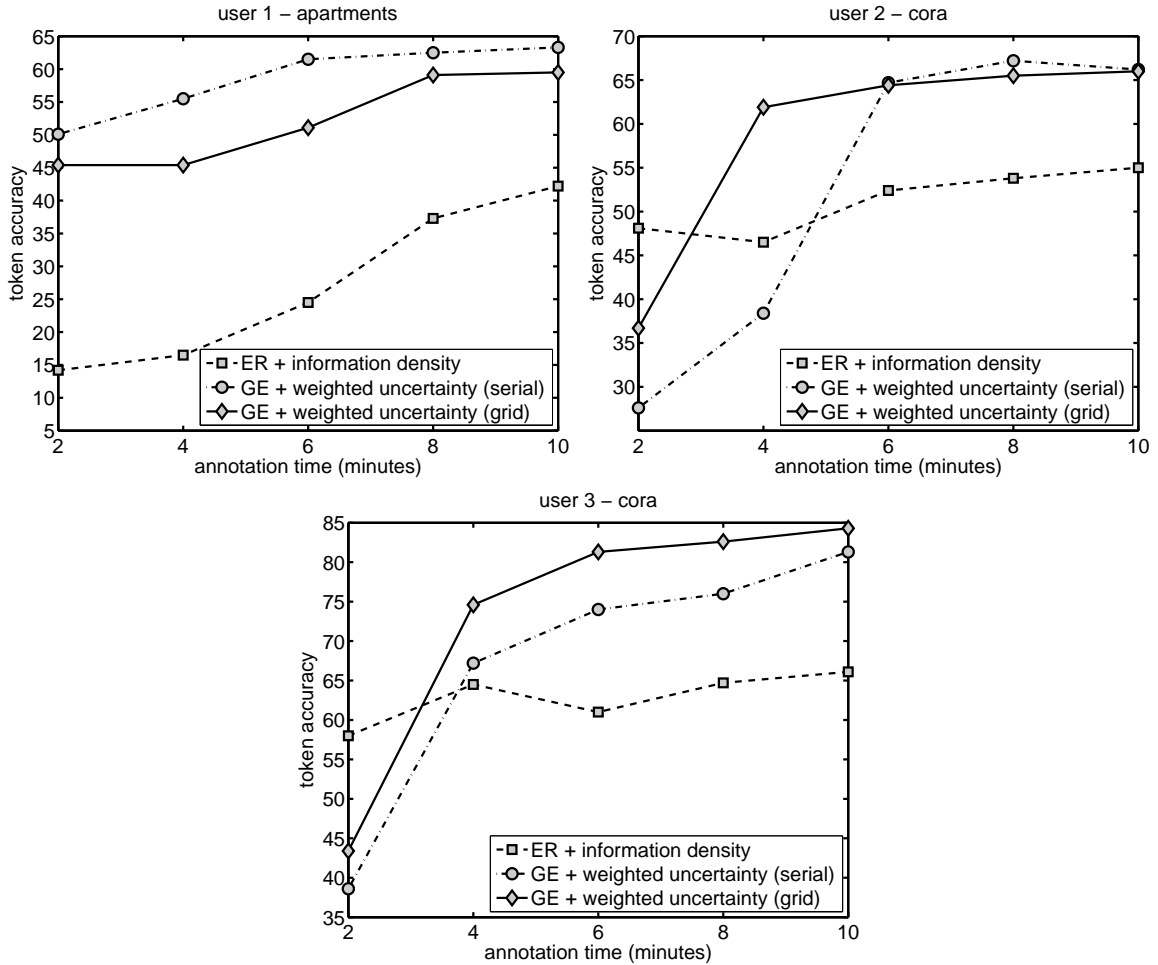 user 1 – apartments
65
60
55
50
45
40
35
30
25
20
15
10
5
token accuracy
ER + information density
GE + weighted uncertainty (serial)
GE + weighted uncertainty (grid)
2 4 6 8 10
annotation time (minutes)
user 2 – cora
70
65
60
55
50
45
40
35
30
token accuracy
ER + information density
GE + weighted uncertainty (serial)
GE + weighted uncertainty (grid)
2 4 6 8 10
annotation time (minutes)
user 3 – cora
85
80
75
70
65
60
55
50
45
40
35
token accuracy
ER + information density
GE + weighted uncertainty (serial)
GE + weighted uncertainty (grid)
2 4 6 8 10
annotation time (minutes)